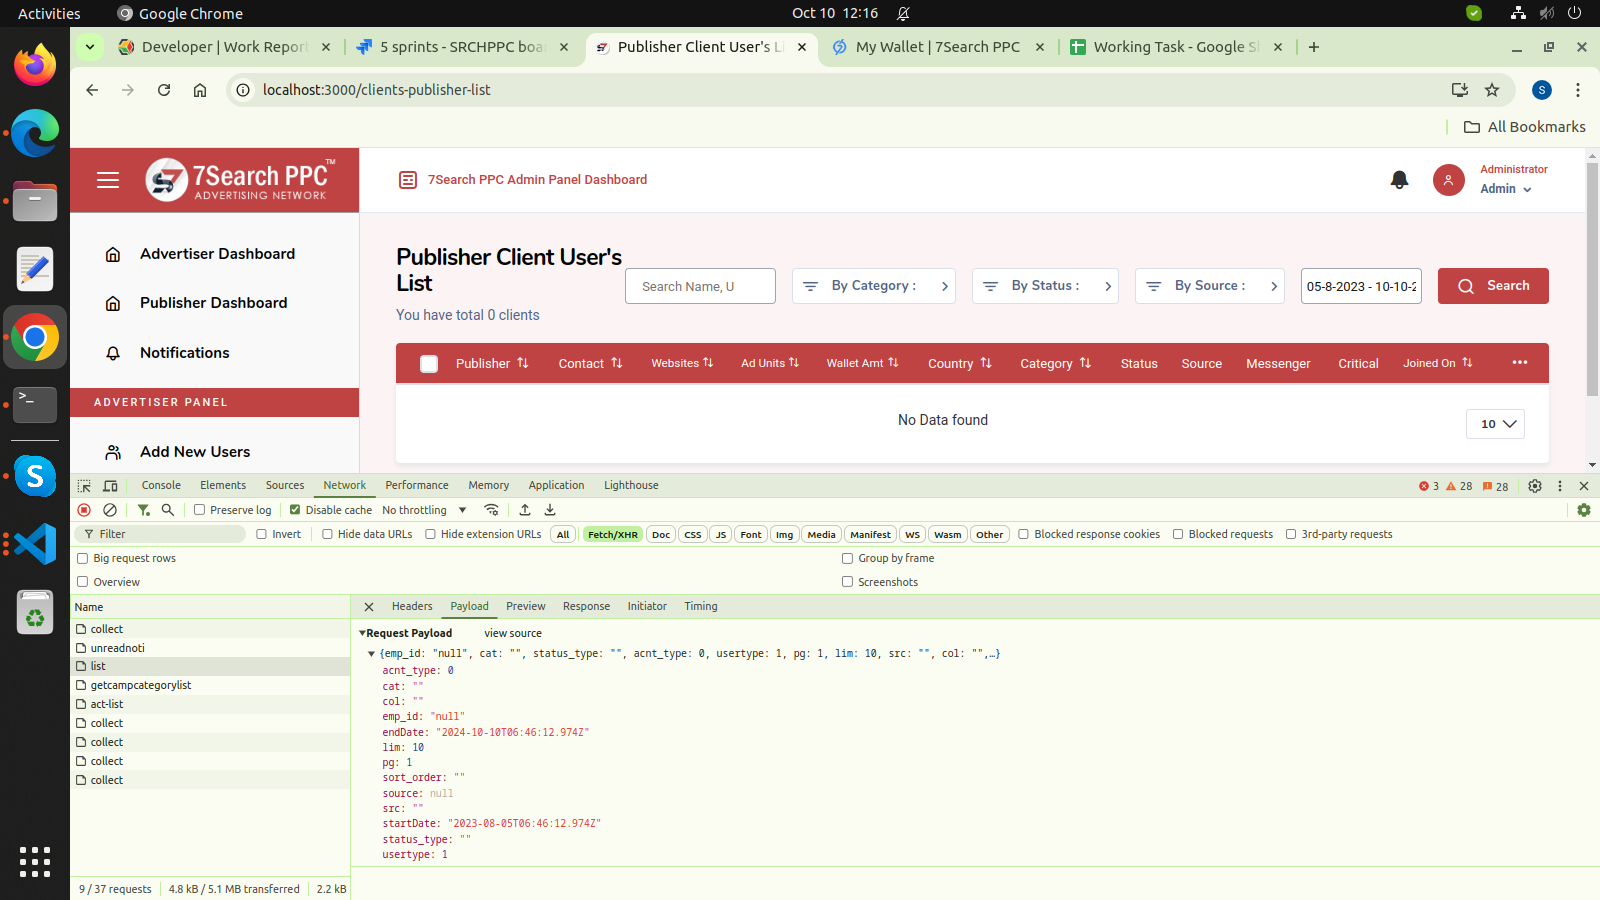 Activities
Google Chrome
Oct 10 12:16
Developer | Work Report
5 sprints - SRCHPPC boa
Publisher Client User's Li
My Wallet | 7Search PPC
Working Task - Google S
localhost:3000/clients-publisher-list
S
All Bookmarks
7Search PPC™
ADVERTISING NETWORK
7Search PPC Admin Panel Dashboard
Administrator
Admin
Advertiser Dashboard
Publisher Dashboard
Notifications
ADVERTISER PANEL
Add New Users
Publisher Client User's
List
You have total 0 clients
Search Name, U
By Category :
By Status :
By Source :
05-8-2023 - 10-10-2
Search
Publisher
Contact
Websites
Ad Units
Wallet Amt
Country
Category
Status
Source
Messenger
Critical
Joined On
No Data found
10
Console
Elements
Sources
Network
Performance
Memory
Application
Lighthouse
3
28
28
Preserve log
Disable cache
No throttling
Filter
Invert
Hide data URLs
Hide extension URLs
All
Fetch/XHR
Doc
CSS
JS
Font
Img
Media
Manifest
WS
Wasm
Other
Blocked response cookies
Blocked requests
3rd-party requests
Big request rows
Group by frame
Overview
Screenshots
Name
collect
unreadnoti
list
getcampcategorylist
act-list
collect
collect
collect
collect
9 / 37 requests
4.8 kB / 5.1 MB transferred
2.2 kB
Headers
Payload
Preview
Response
Initiator
Timing
Request Payload
view source
{emp_id: "null", cat: "", status_type: "", acnt_type: 0, usertype: 1, pg: 1, lim: 10, src: "", col: "",…}
acnt_type: 0
cat: ""
col: ""
emp_id: "null"
endDate: "2024-10-10T06:46:12.974Z"
lim: 10
pg: 1
sort_order: ""
source: null
src: ""
startDate: "2023-08-05T06:46:12.974Z"
status_type: ""
usertype: 1